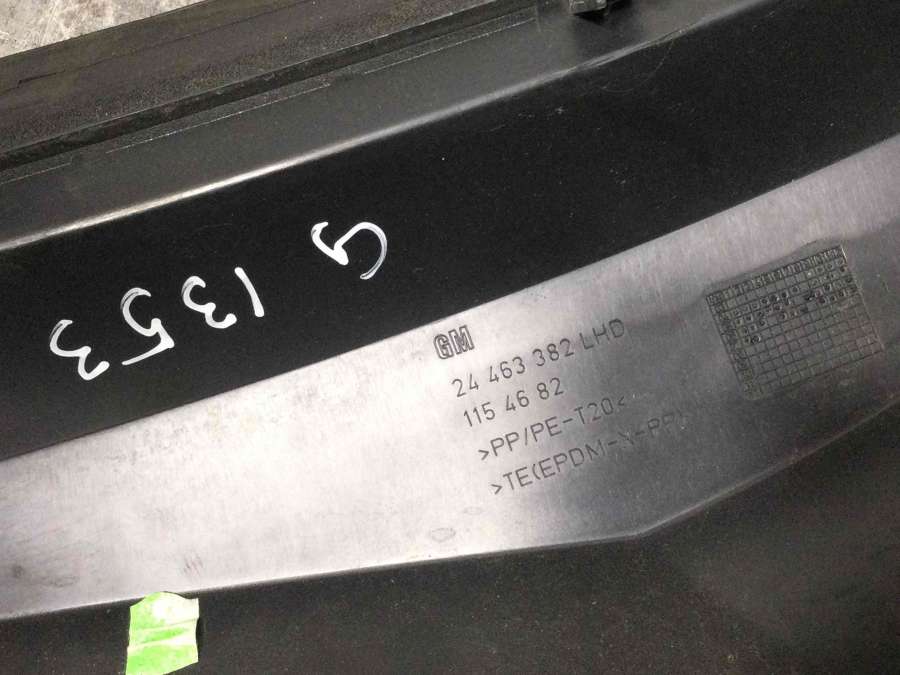 G 1353
GM
24 463 382 LHD
115 46 82
>PP/PE-T20<
>TE(EPDM-X-PP)